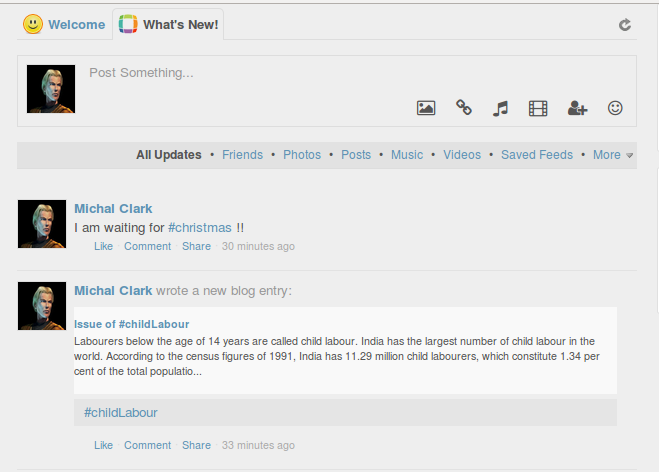 Welcome What's New!
Post Something...
All Updates • Friends • Photos • Posts • Music • Videos • Saved Feeds • More
Michal Clark
I am waiting for #christmas !!
Like · Comment · Share · 30 minutes ago
Michal Clark wrote a new blog entry:
Issue of #childLabour
Labourers below the age of 14 years are called child labour. India has the largest number of child labour in the
world. According to the census figures of 1991, India has 11.29 million child labourers, which constitute 1.34 per
cent of the total populatio...
#childLabour
Like · Comment · Share · 33 minutes ago